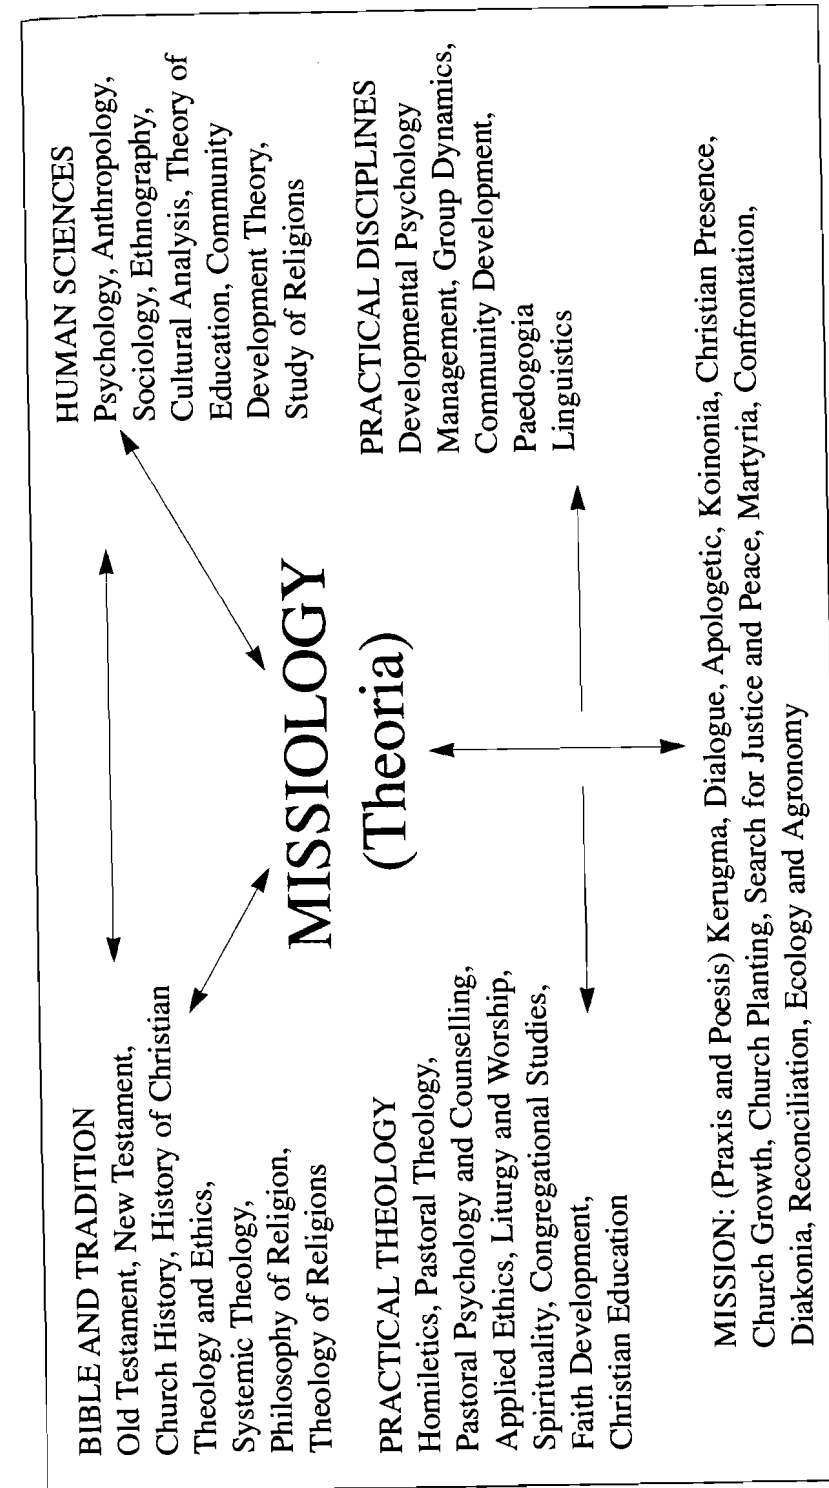 BIBLE AND TRADITION
Old Testament, New Testament,
Church History, History of Christian
Theology and Ethics,
Systemic Theology,
Philosophy of Religion,
Theology of Religions
HUMAN SCIENCES
Psychology, Anthropology,
Sociology, Ethnography,
Cultural Analysis, Theory of
Education, Community
Development Theory,
Study of Religions
MISSIOLOGY
(Theoria)
PRACTICAL THEOLOGY
Homiletics, Pastoral Theology,
Pastoral Psychology and Counselling,
Applied Ethics, Liturgy and Worship,
Spirituality, Congregational Studies,
Faith Development,
Christian Education
PRACTICAL DISCIPLINES
Developmental Psychology
Management, Group Dynamics,
Community Development,
Paedogogia
Linguistics
MISSION: (Praxis and Poesis) Kerugma, Dialogue, Apologetic, Koinonia, Christian Presence,
Church Growth, Church Planting, Search for Justice and Peace, Martyria, Confrontation,
Diakonia, Reconciliation, Ecology and Agronomy